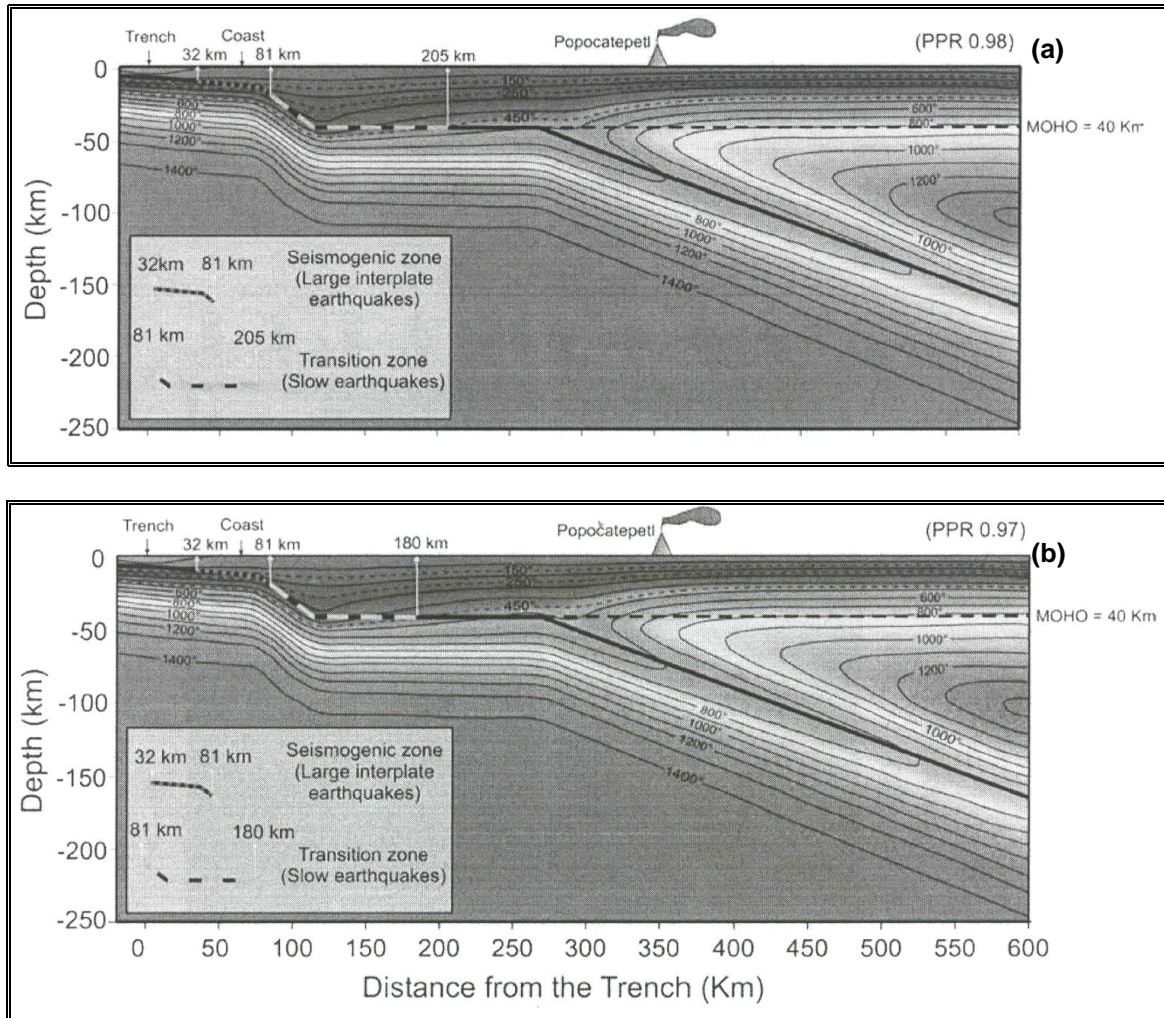 (a)
(PPR 0.98)
Popocatepetl
Trench
Coast
32 km
81 km
205 km
0
-50
-100
-150
-200
-250
Depth (km)
150°
250°
450°
600°
800°
1000°
1200°
1400°
600°
800°
1000°
1200°
1000°
800°
1000°
1200°
1400°
MOHO = 40 Km
32km 81 km
Seismogenic zone
(Large interplate
earthquakes)
81 km
205 km
Transition zone
(Slow earthquakes)
(b)
(PPR 0.97)
Popocatepetl
Trench
Coast
32 km
81 km
180 km
0
-50
-100
-150
-200
-250
Depth (km)
150°
250°
450°
600°
800°
1000°
1200°
1400°
600°
800°
1000°
1200°
1000°
800°
1000°
1200°
1400°
MOHO = 40 Km
32 km 81 km
Seismogenic zone
(Large interplate
earthquakes)
81 km
180 km
Transition zone
(Slow earthquakes)
0 50 100 150 200 250 300 350 400 450 500 550 600
Distance from the Trench (Km)